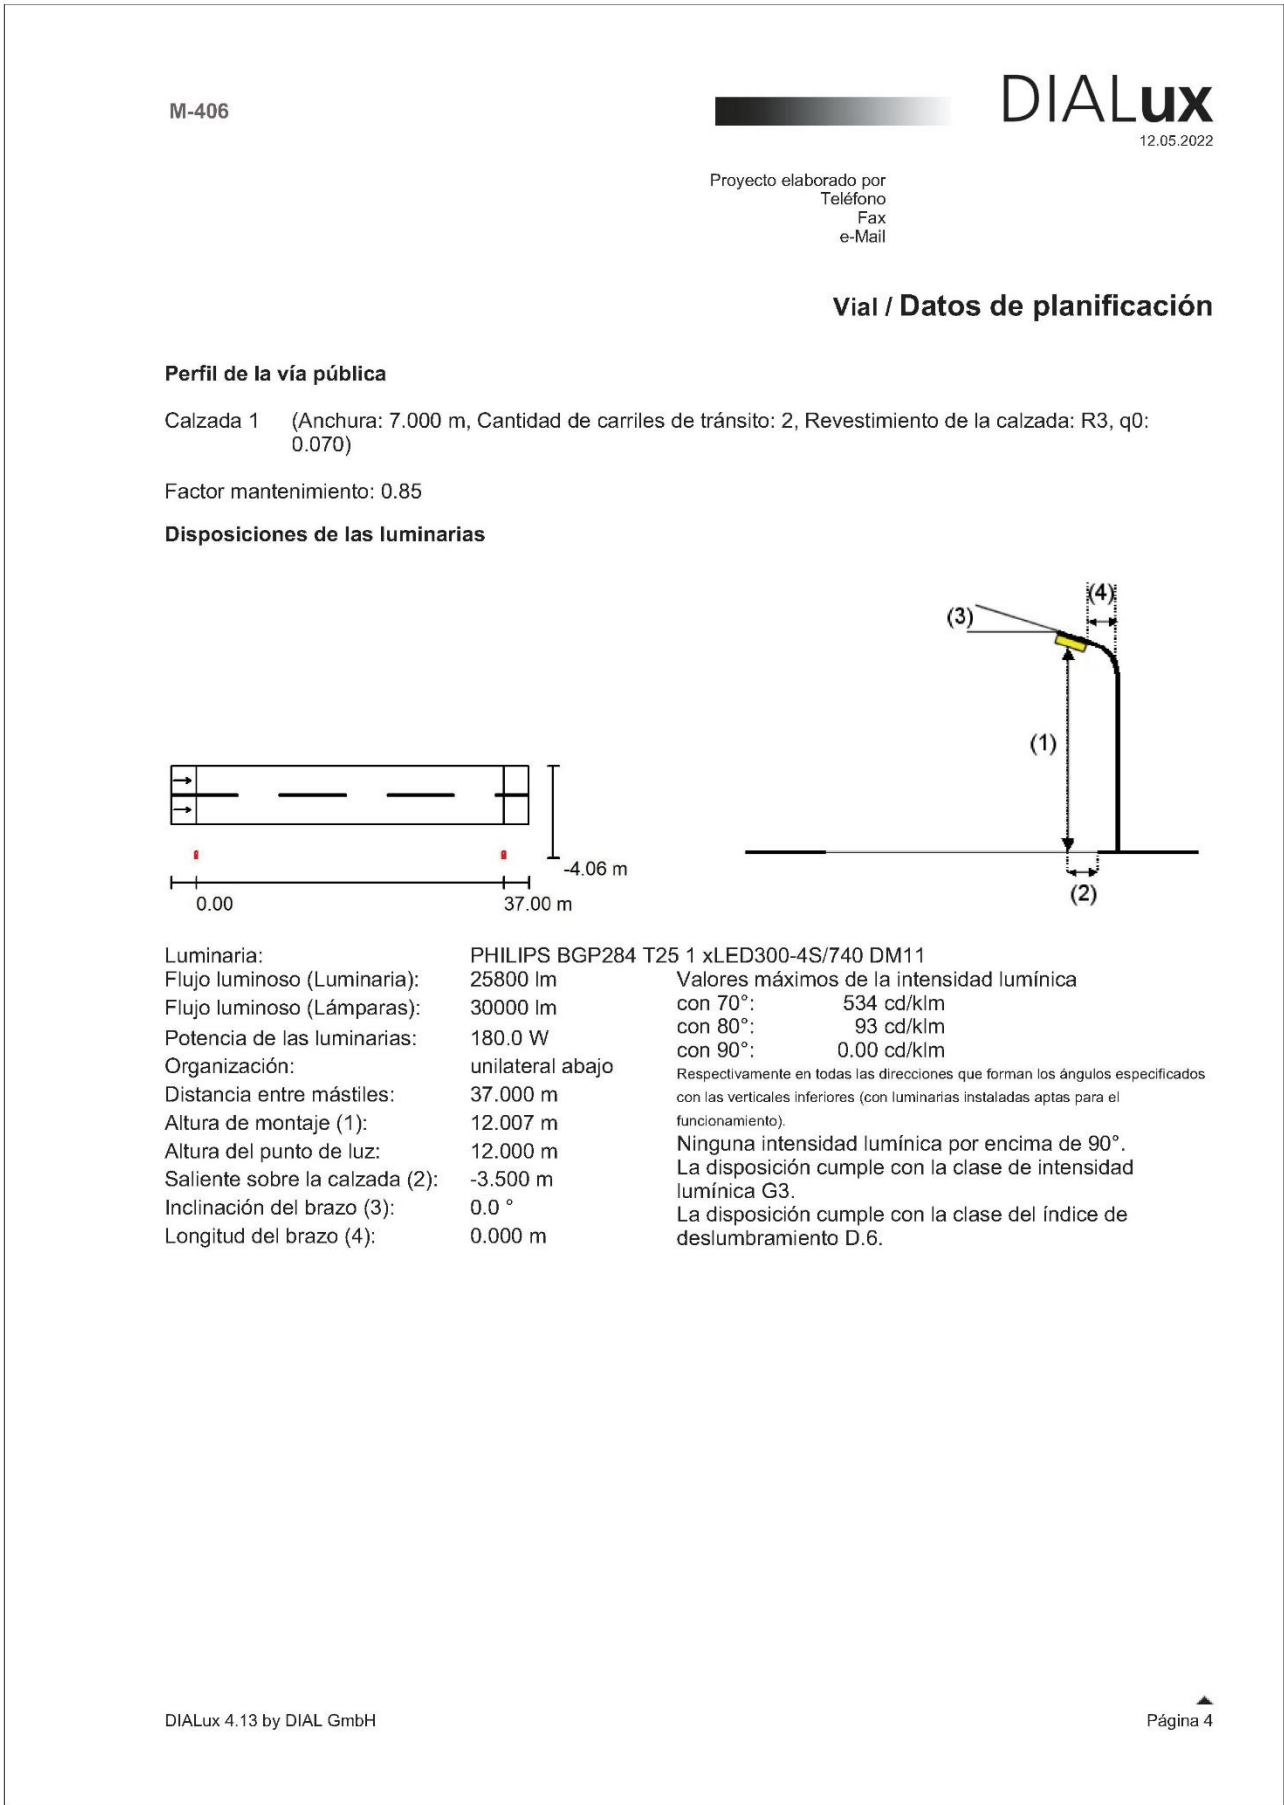 M-406
DIALux
12.05.2022
Proyecto elaborado por
Teléfono
Fax
e-Mail
Vial / Datos de planificación
Perfil de la vía pública
Calzada 1 (Anchura: 7.000 m, Cantidad de carriles de tránsito: 2, Revestimiento de la calzada: R3, q0:
0.070)
Factor mantenimiento: 0.85
Disposiciones de las luminarias
(4)
(3)
(1)
-4.06 m
0.00 37.00 m
(2)
Luminaria: PHILIPS BGP284 T25 1 xLED300-4S/740 DM11
Flujo luminoso (Luminaria): 25800 lm
Flujo luminoso (Lámparas): 30000 lm
Potencia de las luminarias: 180.0 W
Organización: unilateral abajo
Distancia entre mástiles: 37.000 m
Altura de montaje (1): 12.007 m
Altura del punto de luz: 12.000 m
Saliente sobre la calzada (2): -3.500 m
Inclinación del brazo (3): 0.0 °
Longitud del brazo (4): 0.000 m
Valores máximos de la intensidad lumínica
con 70°: 534 cd/klm
con 80°: 93 cd/klm
con 90°: 0.00 cd/klm
Respectivamente en todas las direcciones que forman los ángulos especificados
con las verticales inferiores (con luminarias instaladas aptas para el
funcionamiento).
Ninguna intensidad lumínica por encima de 90°.
La disposición cumple con la clase de intensidad
lumínica G3.
La disposición cumple con la clase del índice de
deslumbramiento D.6.
DIALux 4.13 by DIAL GmbH
Página 4